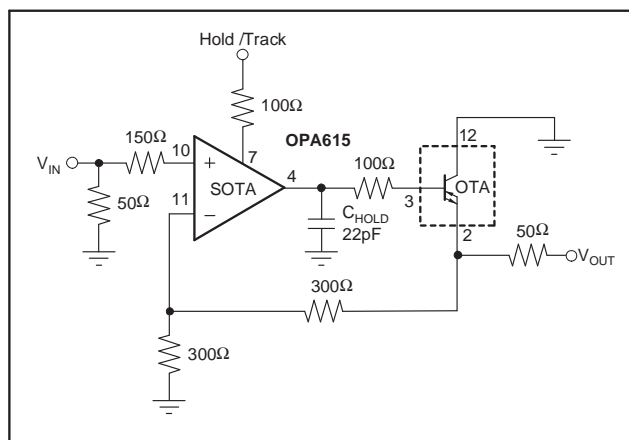 Hold /Track
100Ω
OPA615
12
150Ω
V_IN
10
+
7
4
100Ω
SOTA
OTA
3
11
−
50Ω
C_HOLD
22pF
2
50Ω
V_OUT
300Ω
300Ω